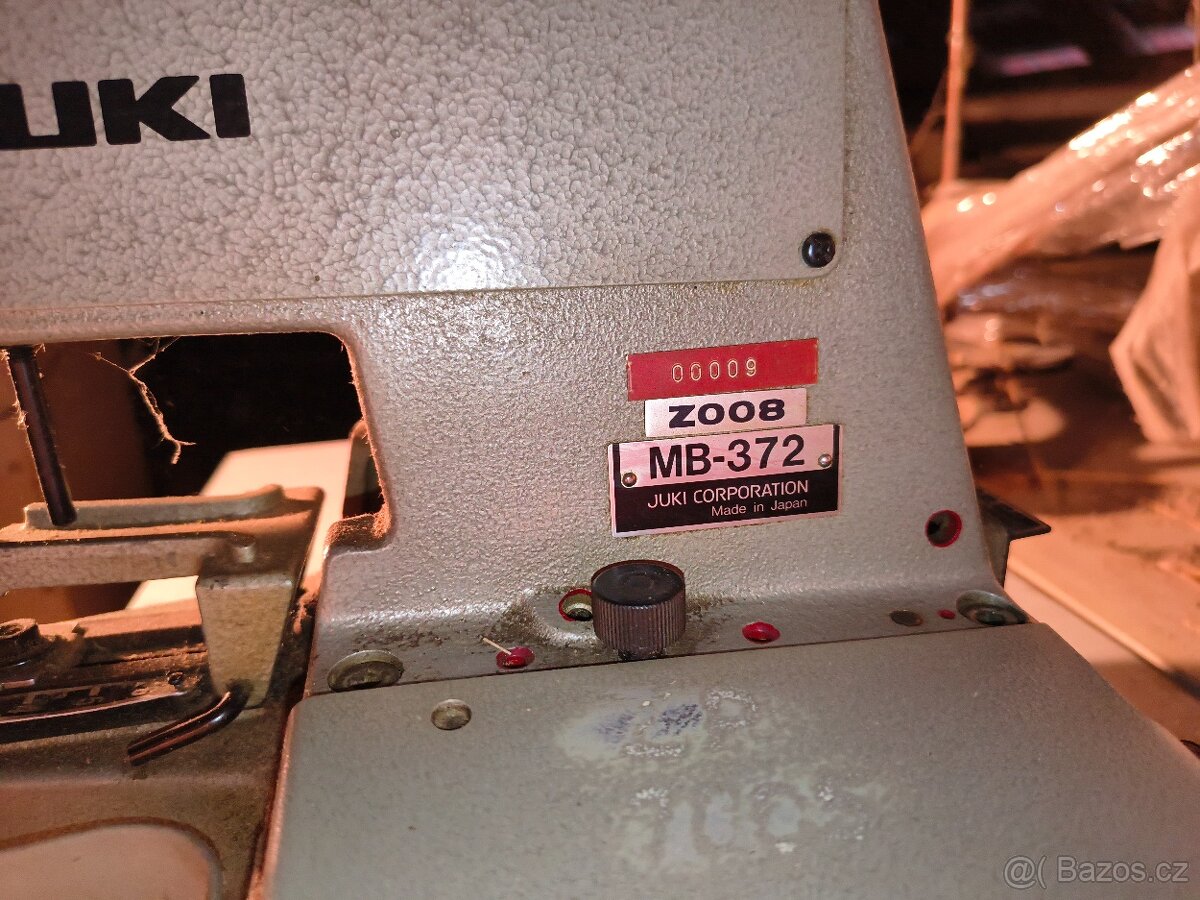 UKI
00009
Z008
MB-372
JUKI CORPORATION
Made in Japan
@( Bazos.cz